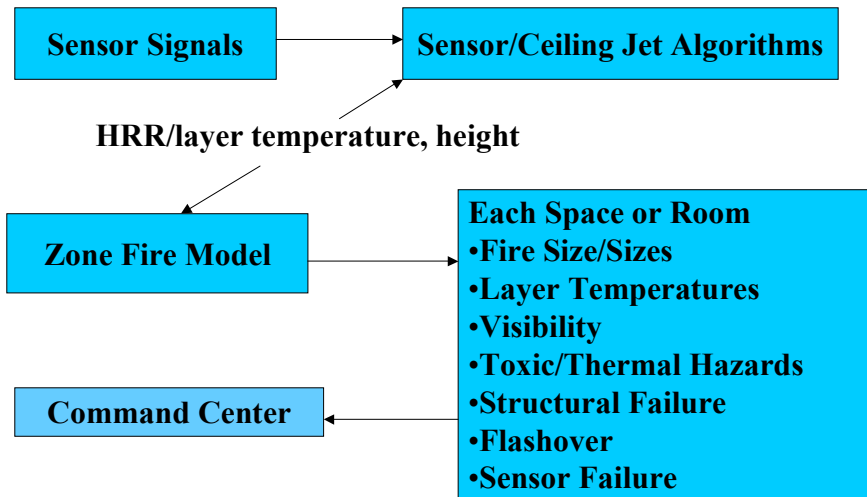 Sensor Signals
Sensor/Ceiling Jet Algorithms
HRR/layer temperature, height
Zone Fire Model
Each Space or Room
•Fire Size/Sizes
•Layer Temperatures
•Visibility
•Toxic/Thermal Hazards
•Structural Failure
•Flashover
•Sensor Failure
Command Center